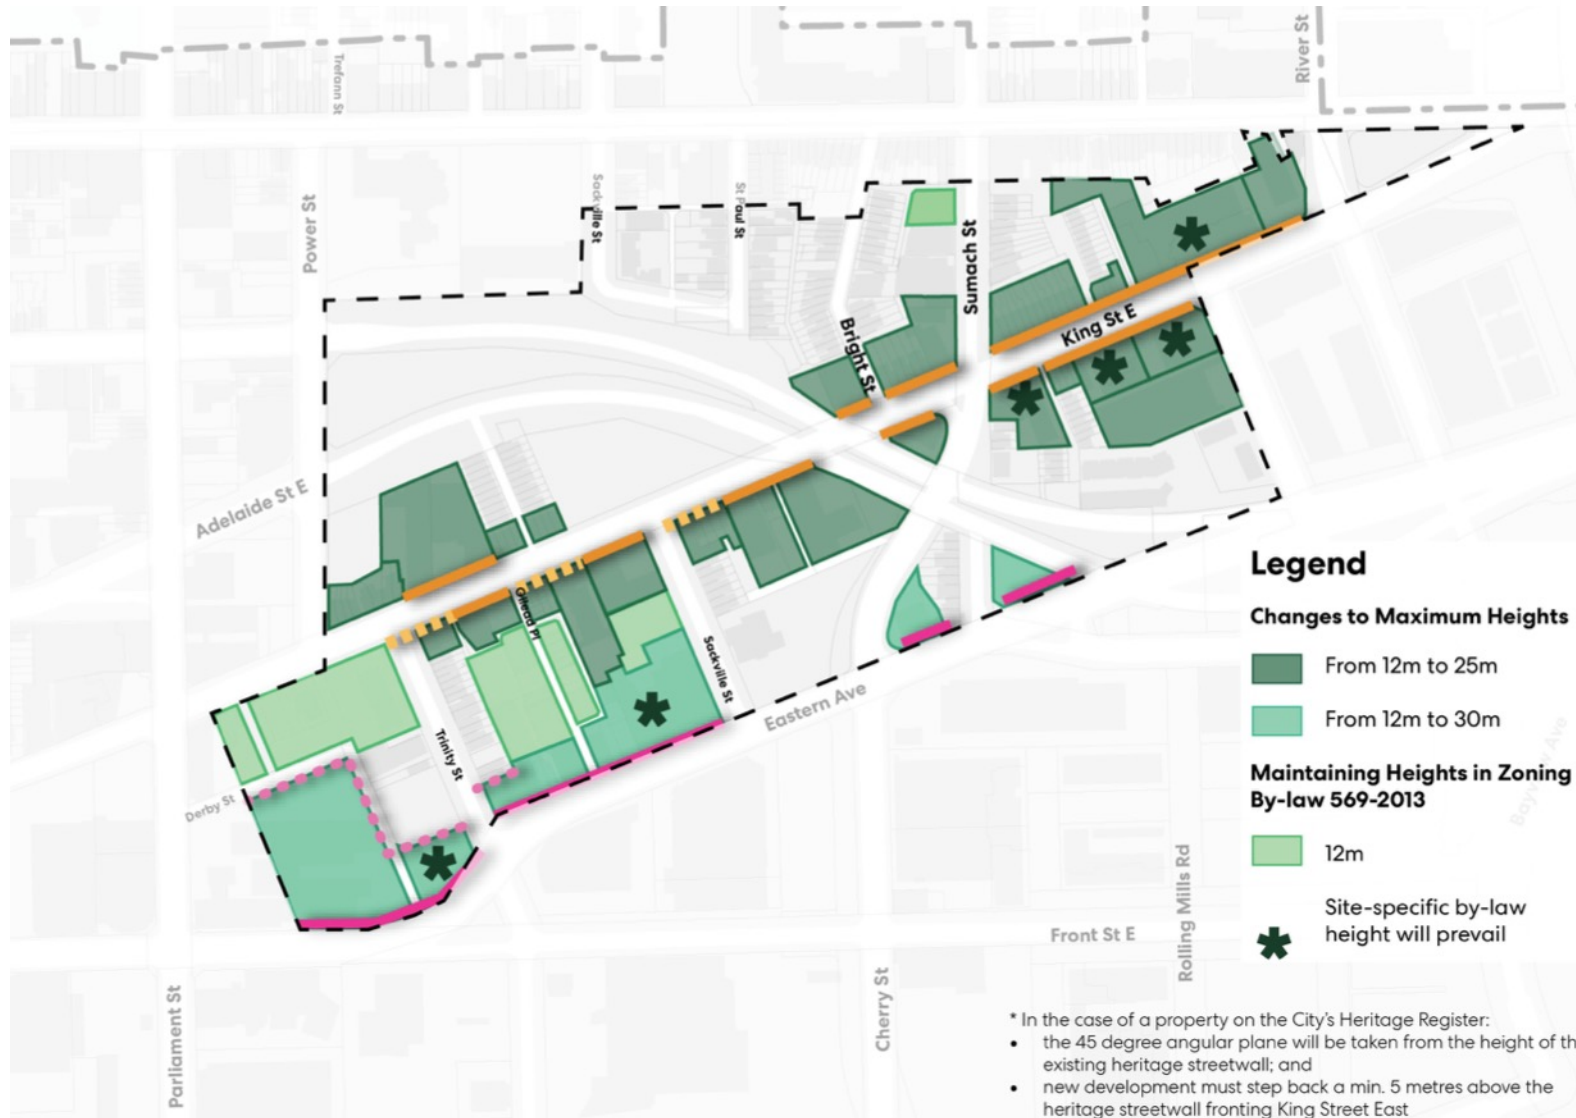 River St
Trefann St
Sackville St
St Paul St
Power St
Sumach St
King St E
Bright St
Adelaide St E
Gilead Pl
Sackville St
Eastern Ave
Trinity St
Derby St
Bayview Ave
Rolling Mills Rd
Front St E
Cherry St
Parliament St
Legend
Changes to Maximum Heights
From 12m to 25m
From 12m to 30m
Maintaining Heights in Zoning
By-law 569-2013
12m
Site-specific by-law
height will prevail
* In the case of a property on the City's Heritage Register:
• the 45 degree angular plane will be taken from the height of th
existing heritage streetwall; and
• new development must step back a min. 5 metres above the
heritage streetwall fronting King Street East